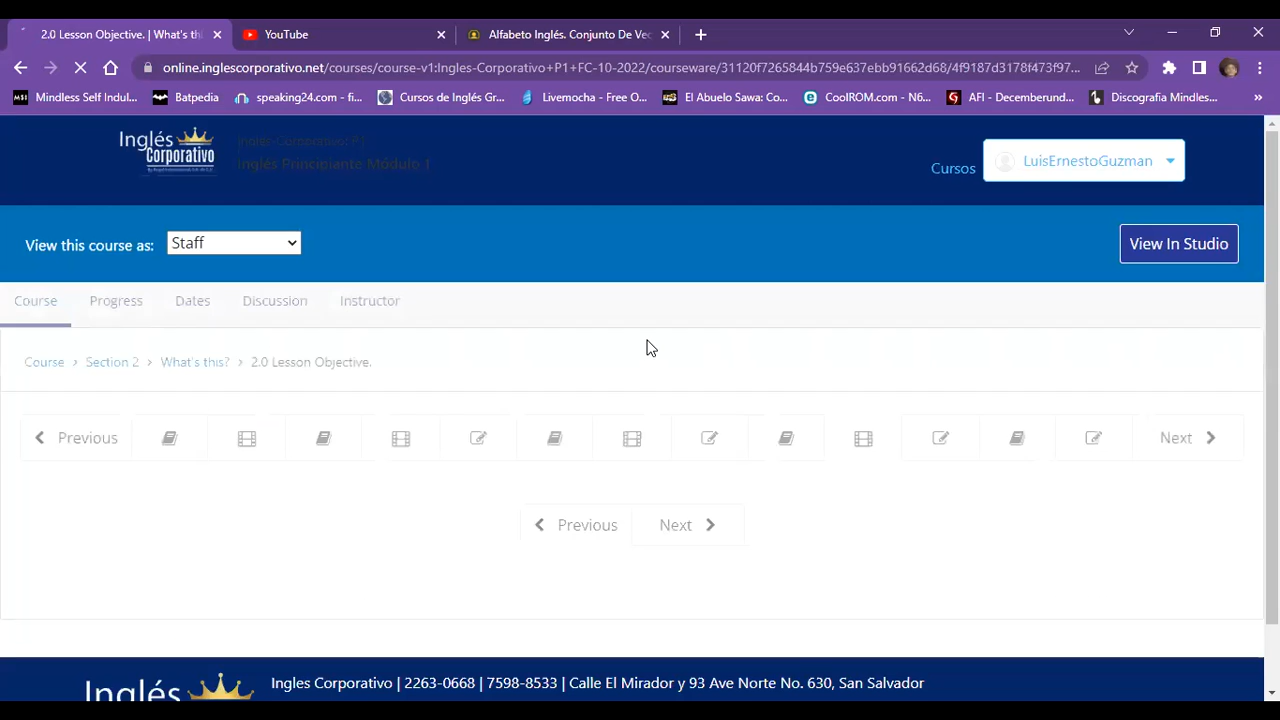 2.0 Lesson Objective. | What's thi
YouTube
Alfabeto Inglés. Conjunto De Vec
online.inglescorporativo.net/courses/course-v1:Ingles-Corporativo+P1+FC-10-2022/courseware/31120f7265844b759e637ebb91662d68/4f9187d3178f473f97...
Mindless Self Indul...
Batpedia
speaking24.com - fi...
Cursos de Inglés Gr...
Livemocha - Free O...
El Abuelo Sawa: Co...
CoolROM.com - N6...
AFI - Decemberund...
Discografia Mindles...
»
Inglés
Corporativo
Ingles-Corporativo: P1
Inglés Principiante Módulo 1
Cursos
LuisErnestoGuzman
View this course as:
Staff
View In Studio
Course
Progress
Dates
Discussion
Instructor
Course > Section 2 > What's this? > 2.0 Lesson Objective.
Previous
Next
Previous
Next
Inglés
Ingles Corporativo | 2263-0668 | 7598-8533 | Calle El Mirador y 93 Ave Norte No. 630, San Salvador